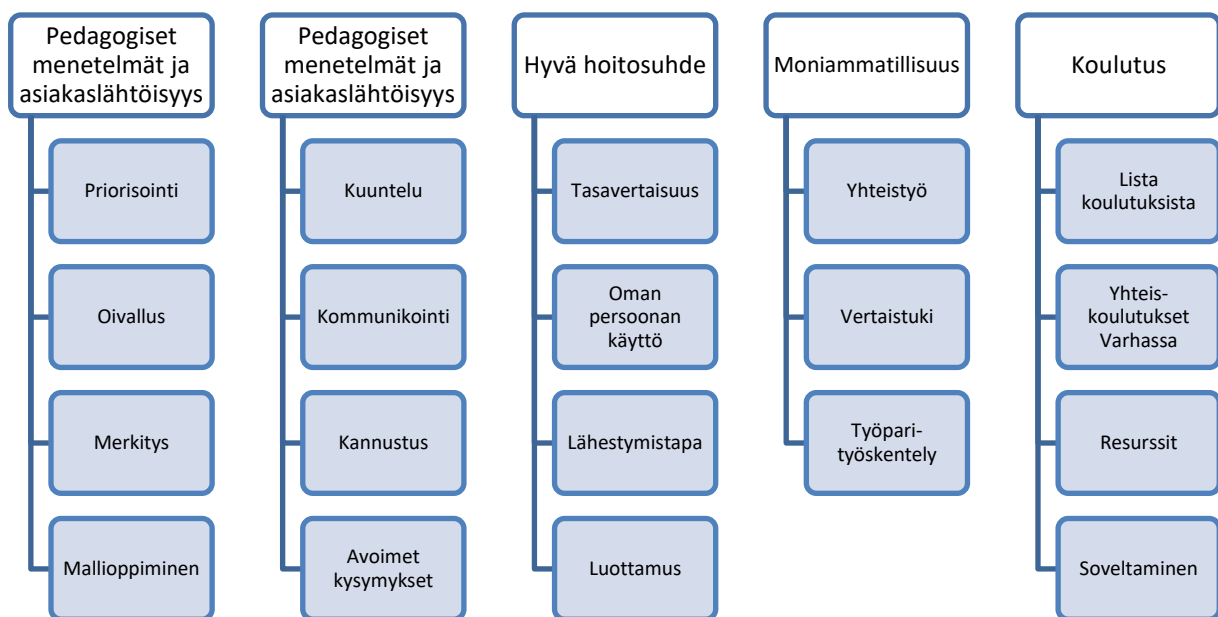 Pedagogiset
menetelmät ja
asiakaslähtöisyys
Priorisointi
Oivallus
Merkitys
Mallioppiminen
Pedagogiset
menetelmät ja
asiakaslähtöisyys
Kuuntelu
Kommunikointi
Kannustus
Avoimet
kysymykset
Hyvä hoitosuhde
Tasavertaisuus
Oman
persoonan
käyttö
Lähestymistapa
Luottamus
Moniammatillisuus
Yhteistyö
Vertaistuki
Työpari-
työskentely
Koulutus
Lista
koulutuksista
Yhteis-
koulutukset
Varhassa
Resurssit
Soveltaminen